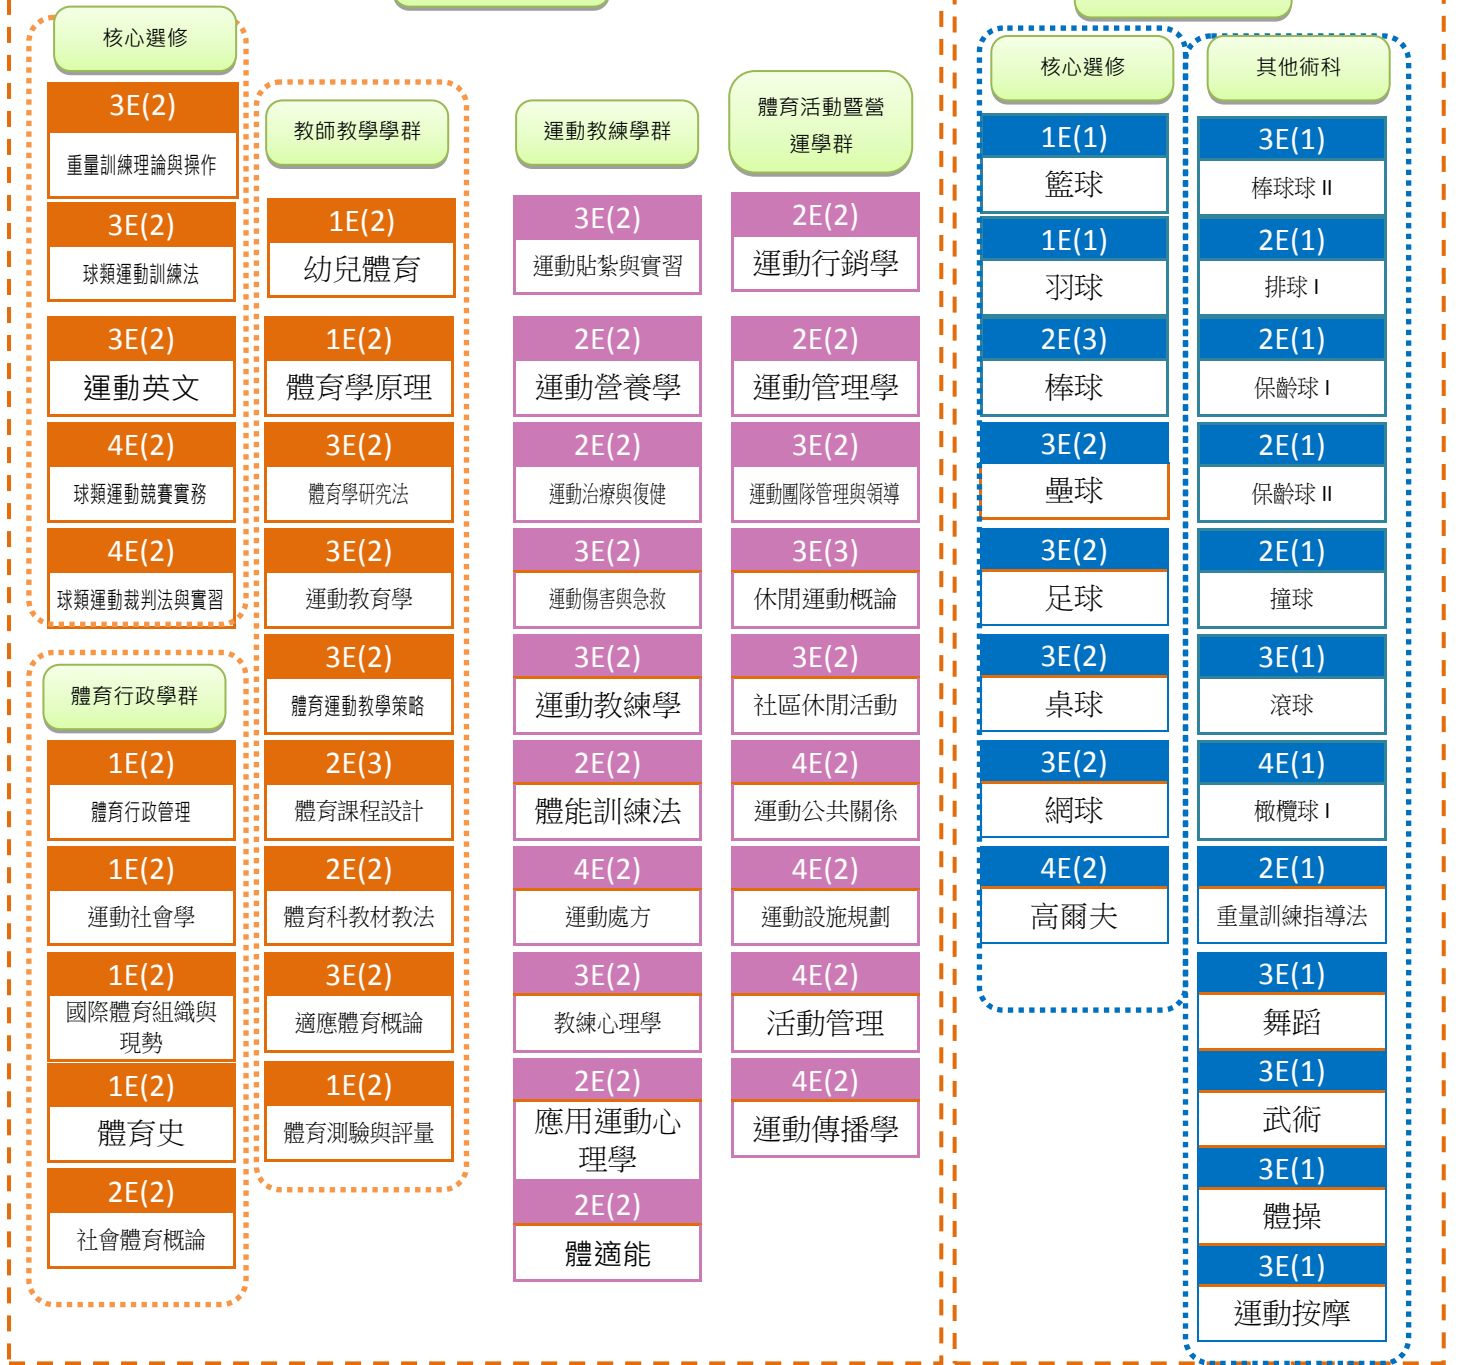 核心選修
3E(2)
重量訓練理論與操作
3E(2)
球類運動訓練法
3E(2)
運動英文
4E(2)
球類運動競賽實務
4E(2)
球類運動裁判法與實習
體育行政學群
1E(2)
體育行政管理
1E(2)
運動社會學
1E(2)
國際體育組織與
現勢
1E(2)
體育史
2E(2)
社會體育概論
教師教學學群
1E(2)
幼兒體育
1E(2)
體育學原理
3E(2)
體育學研究法
3E(2)
運動教育學
3E(2)
體育運動教學策略
2E(3)
體育課程設計
2E(2)
體育科教材教法
3E(2)
適應體育概論
1E(2)
體育測驗與評量
運動教練學群
3E(2)
運動貼紮與實習
2E(2)
運動營養學
2E(2)
運動治療與復健
3E(2)
運動傷害與急救
3E(2)
運動教練學
2E(2)
體能訓練法
4E(2)
運動處方
3E(2)
教練心理學
2E(2)
應用運動心
理學
2E(2)
體適能
體育活動暨營
運學群
2E(2)
運動行銷學
2E(2)
運動管理學
3E(2)
運動團隊管理與領導
3E(3)
休閒運動概論
3E(2)
社區休閒活動
4E(2)
運動公共關係
4E(2)
運動設施規劃
4E(2)
活動管理
4E(2)
運動傳播學
核心選修
1E(1)
籃球
1E(1)
羽球
2E(3)
棒球
3E(2)
壘球
3E(2)
足球
3E(2)
桌球
3E(2)
網球
4E(2)
高爾夫
其他術科
3E(1)
棒球球 II
2E(1)
排球 I
2E(1)
保齡球 I
2E(1)
保齡球 II
2E(1)
撞球
3E(1)
滾球
4E(1)
橄欖球 I
2E(1)
重量訓練指導法
3E(1)
舞蹈
3E(1)
武術
3E(1)
體操
3E(1)
運動按摩